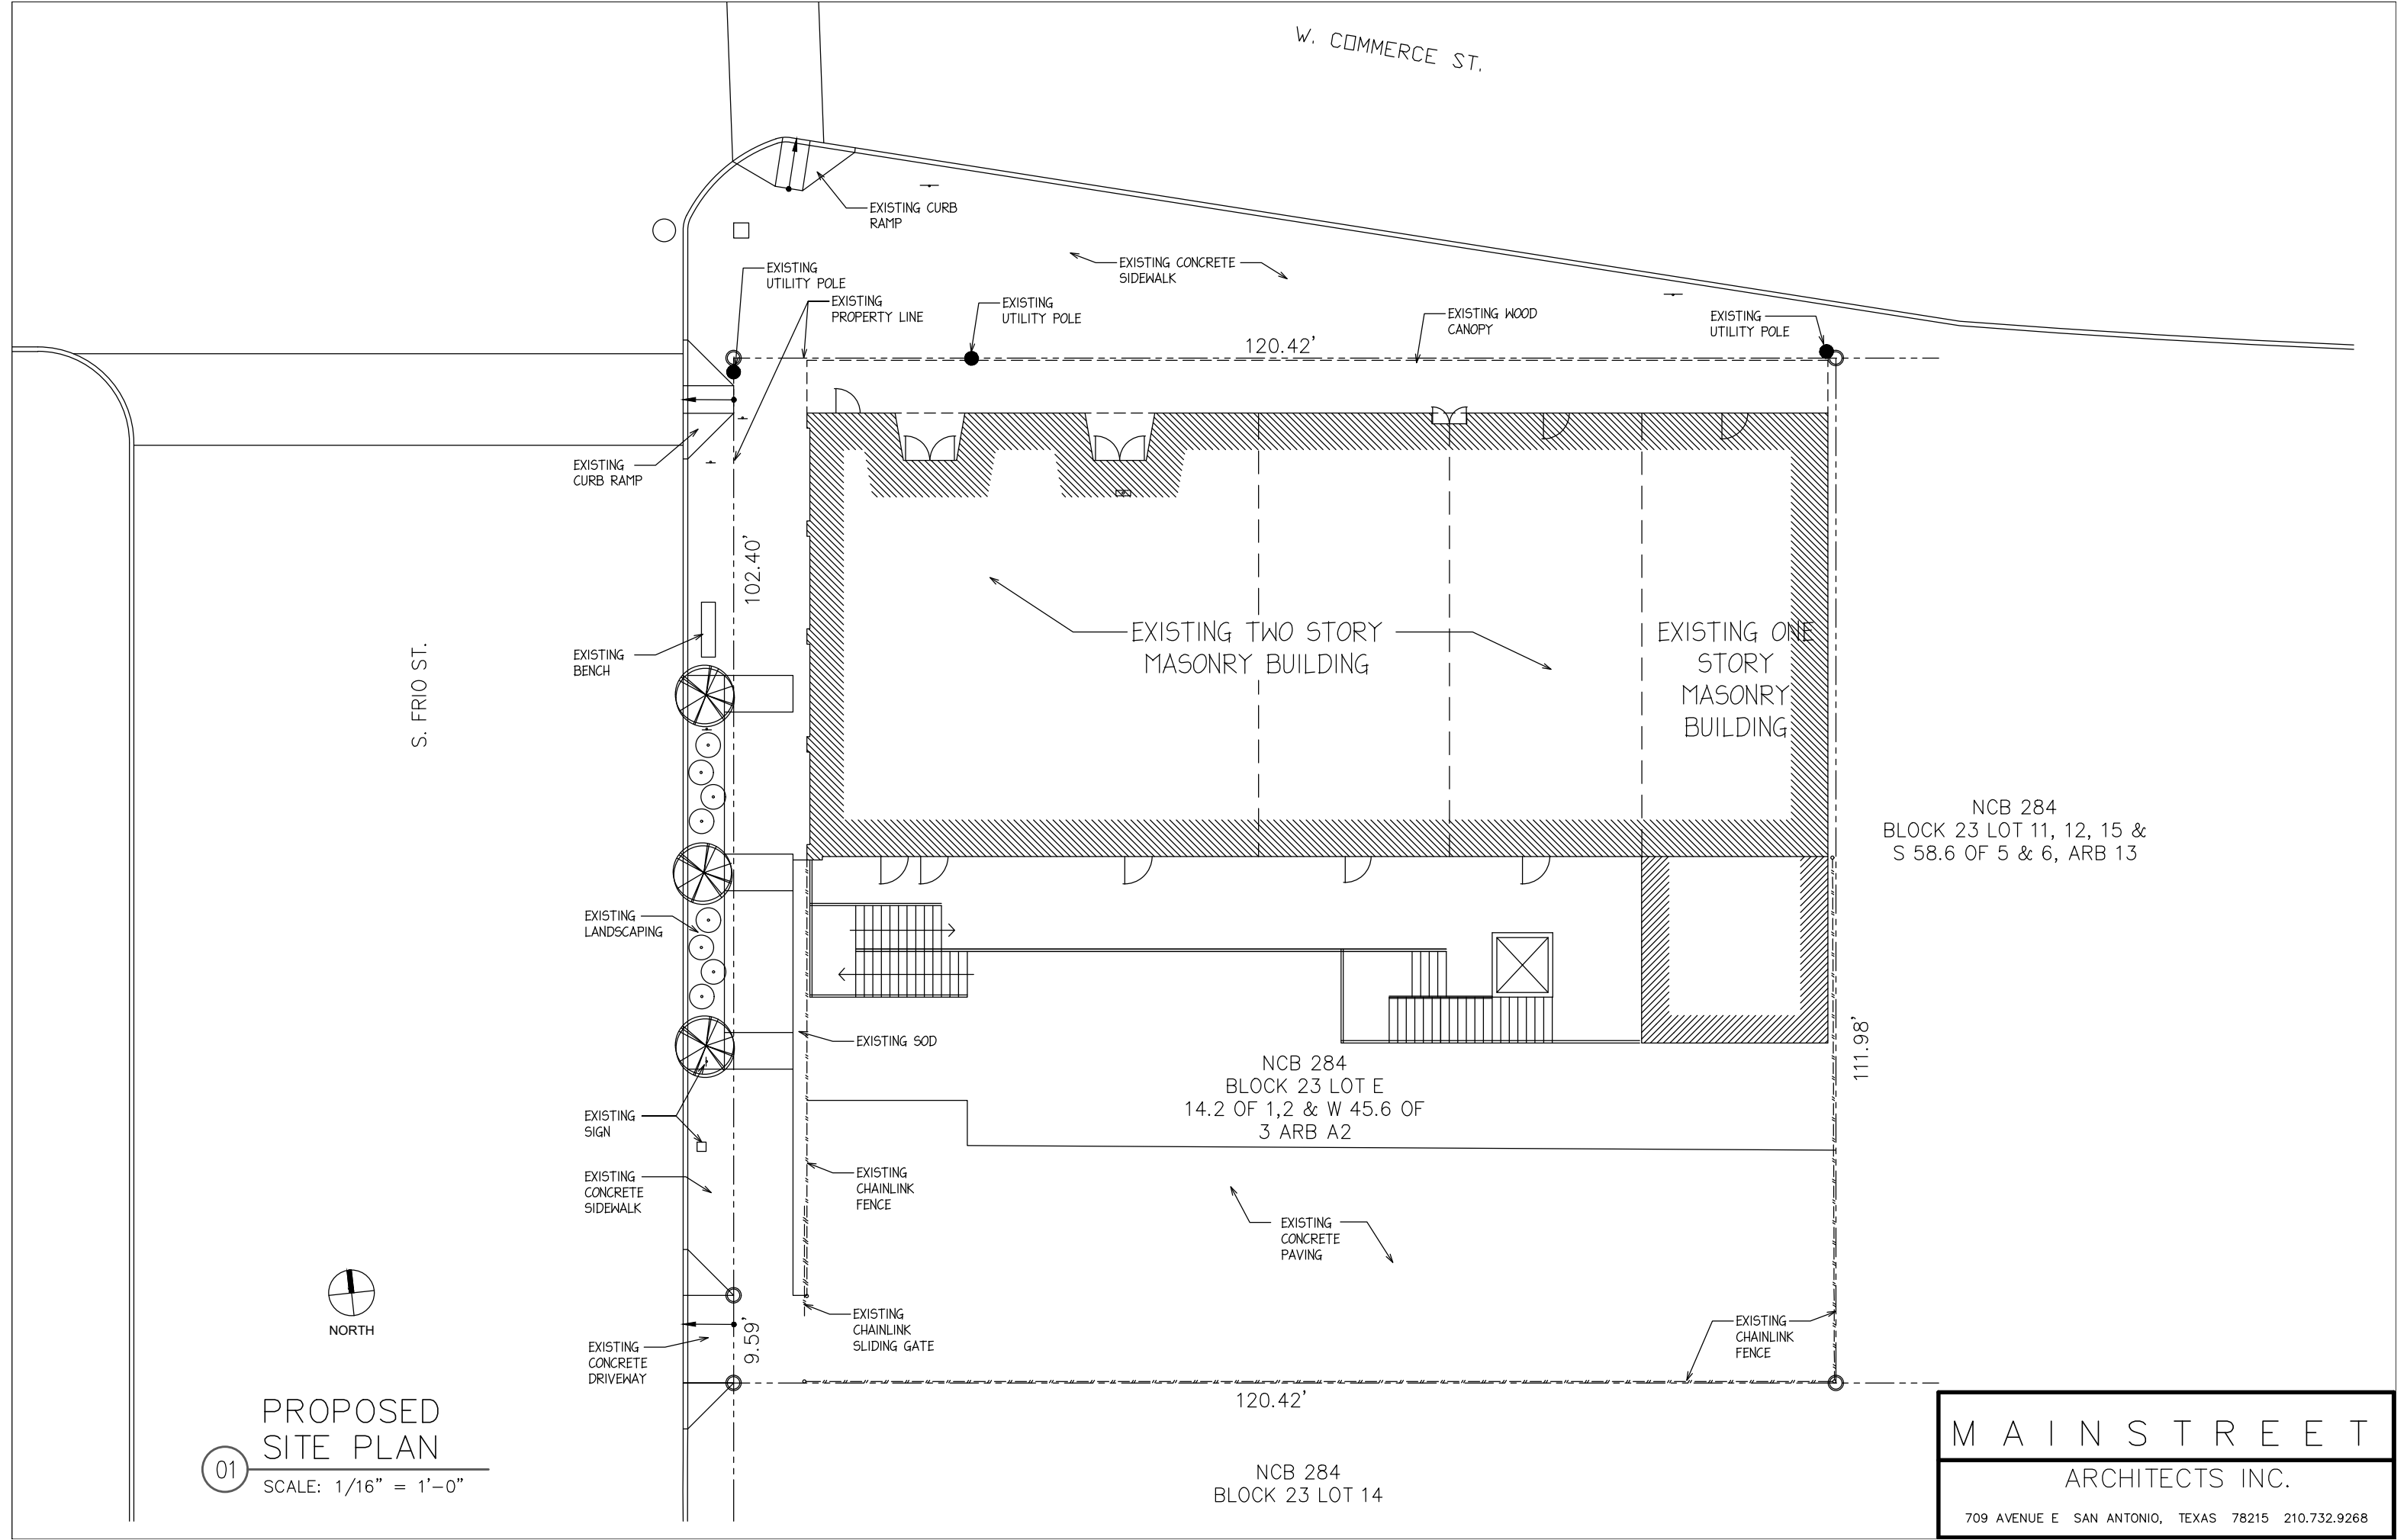 W. COMMERCE ST.
EXISTING CURB
RAMP
EXISTING CONCRETE
SIDEWALK
EXISTING
UTILITY POLE
EXISTING
PROPERTY LINE
EXISTING
UTILITY POLE
EXISTING WOOD
CANOPY
EXISTING
UTILITY POLE
120.42'
EXISTING
CURB RAMP
102.40'
S. FRIO ST.
EXISTING
BENCH
EXISTING TWO STORY
MASONRY BUILDING
EXISTING ONE
STORY
MASONRY
BUILDING
NCB 284
BLOCK 23 LOT 11, 12, 15 &
S 58.6 OF 5 & 6, ARB 13
EXISTING
LANDSCAPING
EXISTING SOD
111.98'
NCB 284
BLOCK 23 LOT E
14.2 OF 1,2 & W 45.6 OF
3 ARB A2
EXISTING
SIGN
EXISTING
CONCRETE
SIDEWALK
EXISTING
CHAINLINK
FENCE
EXISTING
CONCRETE
PAVING
NORTH
EXISTING
CONCRETE
DRIVEWAY
9.59'
EXISTING
CHAINLINK
SLIDING GATE
EXISTING
CHAINLINK
FENCE
120.42'
NCB 284
BLOCK 23 LOT 14
PROPOSED
SITE PLAN
01
SCALE: 1/16" = 1'-0"
MAINSTREET
ARCHITECTS INC.
709 AVENUE E SAN ANTONIO, TEXAS 78215 210.732.9268